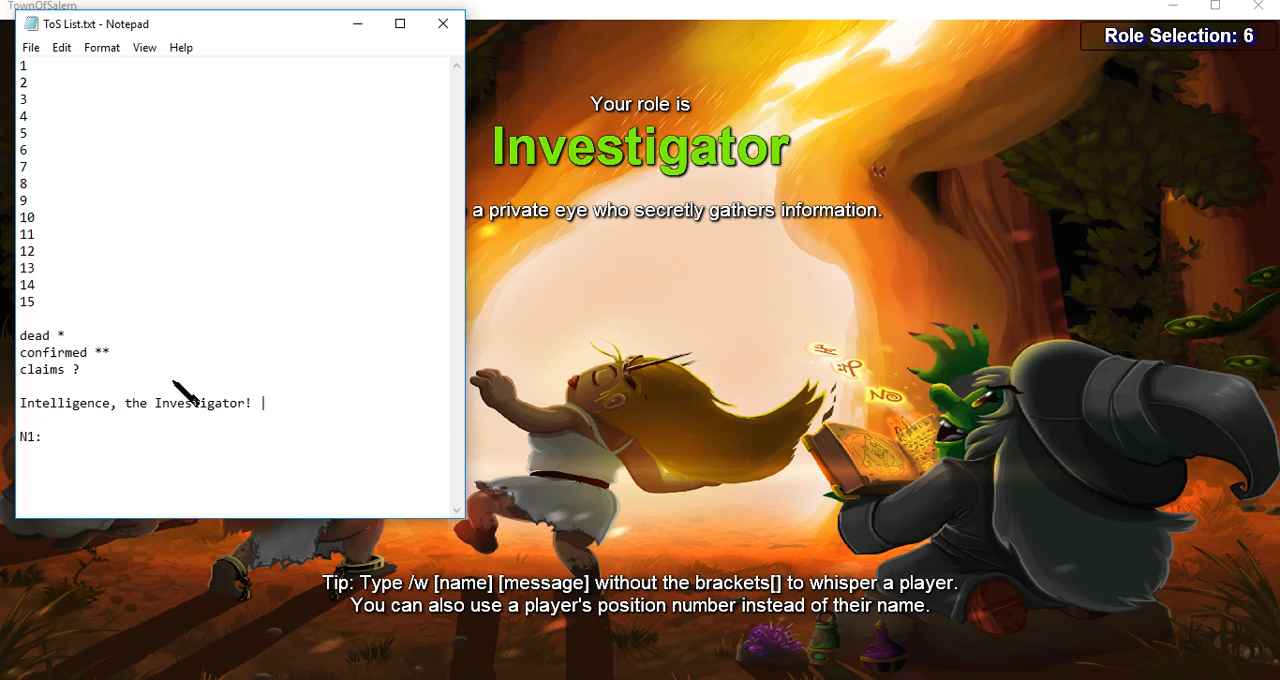 TownOfSalem
ToS List.txt - Notepad
File Edit Format View Help
1
2
3
4
5
6
7
8
9
10
11
12
13
14
15
dead *
confirmed **
claims ?
Intelligence, the Investigator!
N1:
Role Selection: 6
Your role is
Investigator
a private eye who secretly gathers information.
NO
Tip: Type /w [name] [message] without the brackets[] to whisper a player.
You can also use a player's position number instead of their name.